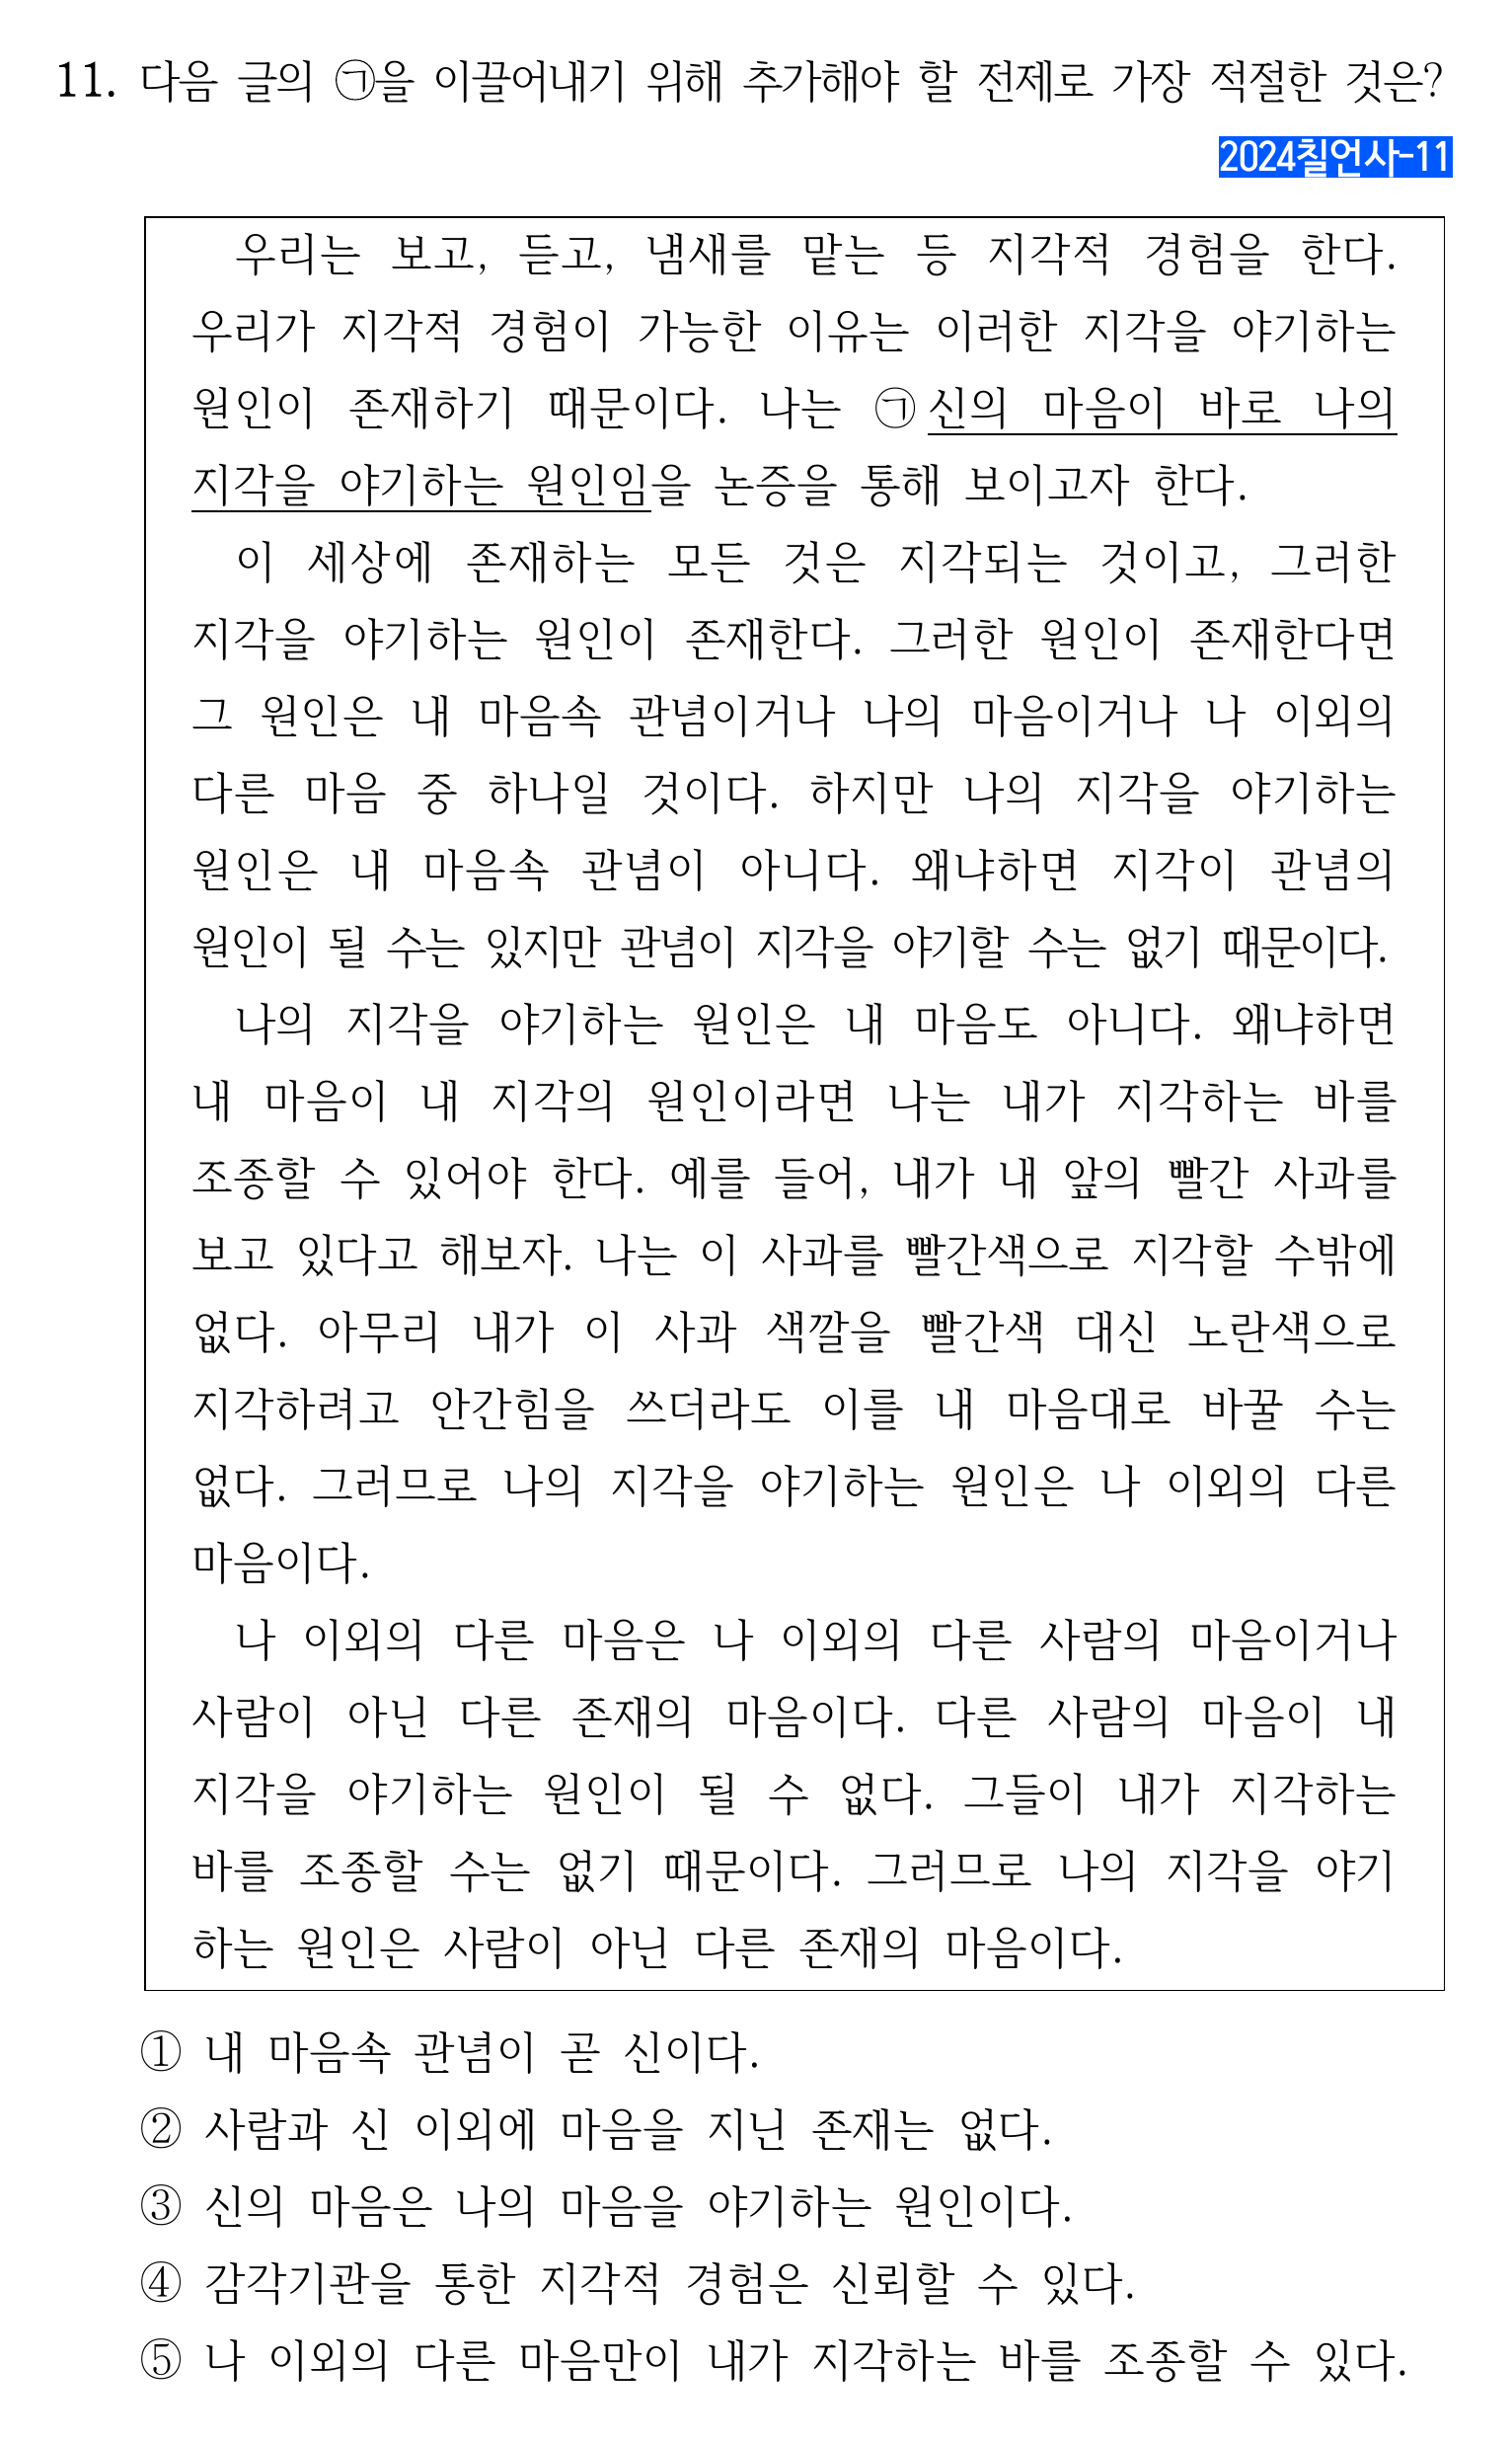 11. 다음 글의 ㉠을 이끌어내기 위해 추가해야 할 전제로 가장 적절한 것은?
2024칠언사-11
우리는 보고, 듣고, 냄새를 맡는 등 지각적 경험을 한다.
우리가 지각적 경험이 가능한 이유는 이러한 지각을 야기하는
원인이 존재하기 때문이다. 나는 ㉠신의 마음이 바로 나의
지각을 야기하는 원인임을 논증을 통해 보이고자 한다.
이 세상에 존재하는 모든 것은 지각되는 것이고, 그러한
지각을 야기하는 원인이 존재한다. 그러한 원인이 존재한다면
그 원인은 내 마음속 관념이거나 나의 마음이거나 나 이외의
다른 마음 중 하나일 것이다. 하지만 나의 지각을 야기하는
원인은 내 마음속 관념이 아니다. 왜냐하면 지각이 관념의
원인이 될 수는 있지만 관념이 지각을 야기할 수는 없기 때문이다.
나의 지각을 야기하는 원인은 내 마음도 아니다. 왜냐하면
내 마음이 내 지각의 원인이라면 나는 내가 지각하는 바를
조종할 수 있어야 한다. 예를 들어, 내가 내 앞의 빨간 사과를
보고 있다고 해보자. 나는 이 사과를 빨간색으로 지각할 수밖에
없다. 아무리 내가 이 사과 색깔을 빨간색 대신 노란색으로
지각하려고 안간힘을 쓰더라도 이를 내 마음대로 바꿀 수는
없다. 그러므로 나의 지각을 야기하는 원인은 나 이외의 다른
마음이다.
나 이외의 다른 마음은 나 이외의 다른 사람의 마음이거나
사람이 아닌 다른 존재의 마음이다. 다른 사람의 마음이 내
지각을 야기하는 원인이 될 수 없다. 그들이 내가 지각하는
바를 조종할 수는 없기 때문이다. 그러므로 나의 지각을 야기
하는 원인은 사람이 아닌 다른 존재의 마음이다.
① 내 마음속 관념이 곧 신이다.
② 사람과 신 이외에 마음을 지닌 존재는 없다.
③ 신의 마음은 나의 마음을 야기하는 원인이다.
④ 감각기관을 통한 지각적 경험은 신뢰할 수 있다.
⑤ 나 이외의 다른 마음만이 내가 지각하는 바를 조종할 수 있다.